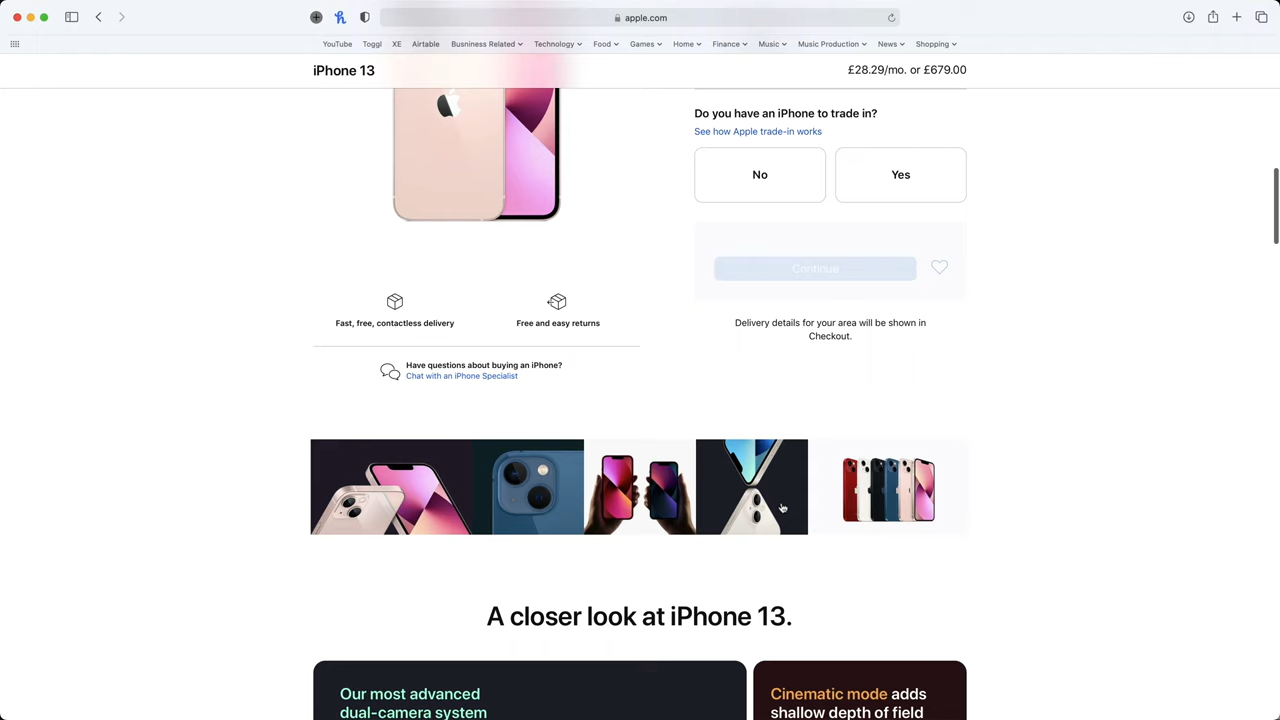 apple.com
YouTube Toggl XE Airtable Busniness Related Technology Food Games Home Finance Music Music Production News Shopping
iPhone 13
£28.29/mo. or £679.00
Do you have an iPhone to trade in?
See how Apple trade-in works
No Yes
Continue
Fast, free, contactless delivery Free and easy returns
Delivery details for your area will be shown in
Checkout.
Have questions about buying an iPhone?
Chat with an iPhone Specialist
A closer look at iPhone 13.
Our most advanced
dual-camera system
Cinematic mode adds
shallow depth of field